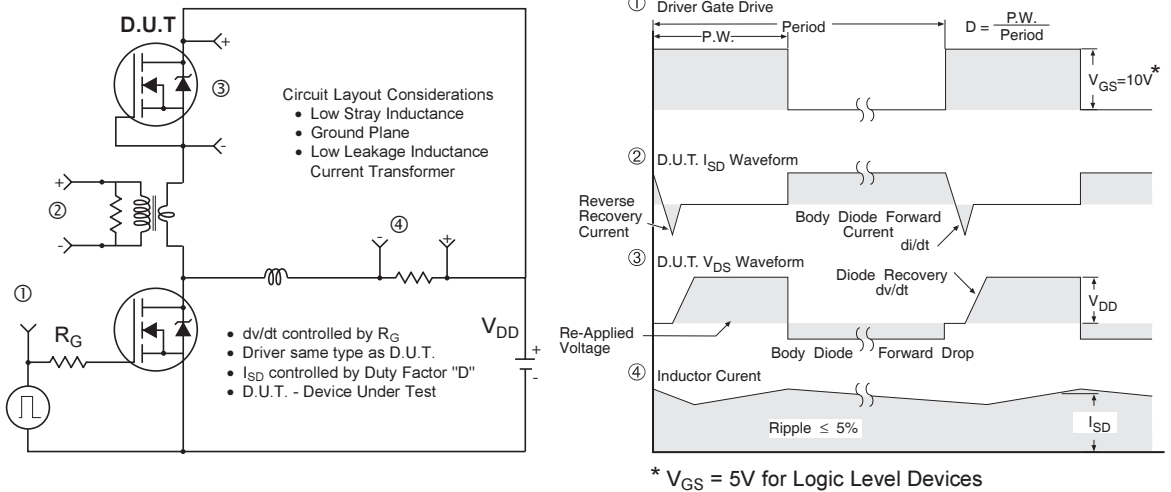 D.U.T
+
③
-
Circuit Layout Considerations
• Low Stray Inductance
• Ground Plane
• Low Leakage Inductance
Current Transformer
+
②
-
④
-
+
①
R_G
• dv/dt controlled by R_G
• Driver same type as D.U.T.
• I_SD controlled by Duty Factor "D"
• D.U.T. - Device Under Test
V_DD
+
-
① Driver Gate Drive
P.W.
Period
D = P.W. / Period
V_GS=10V *
② D.U.T. I_SD Waveform
Reverse
Recovery
Current
Body Diode Forward
Current
di/dt
③ D.U.T. V_DS Waveform
Diode Recovery
dv/dt
V_DD
Re-Applied
Voltage
Body Diode Forward Drop
④ Inductor Curent
Ripple ≤ 5%
I_SD
* V_GS = 5V for Logic Level Devices